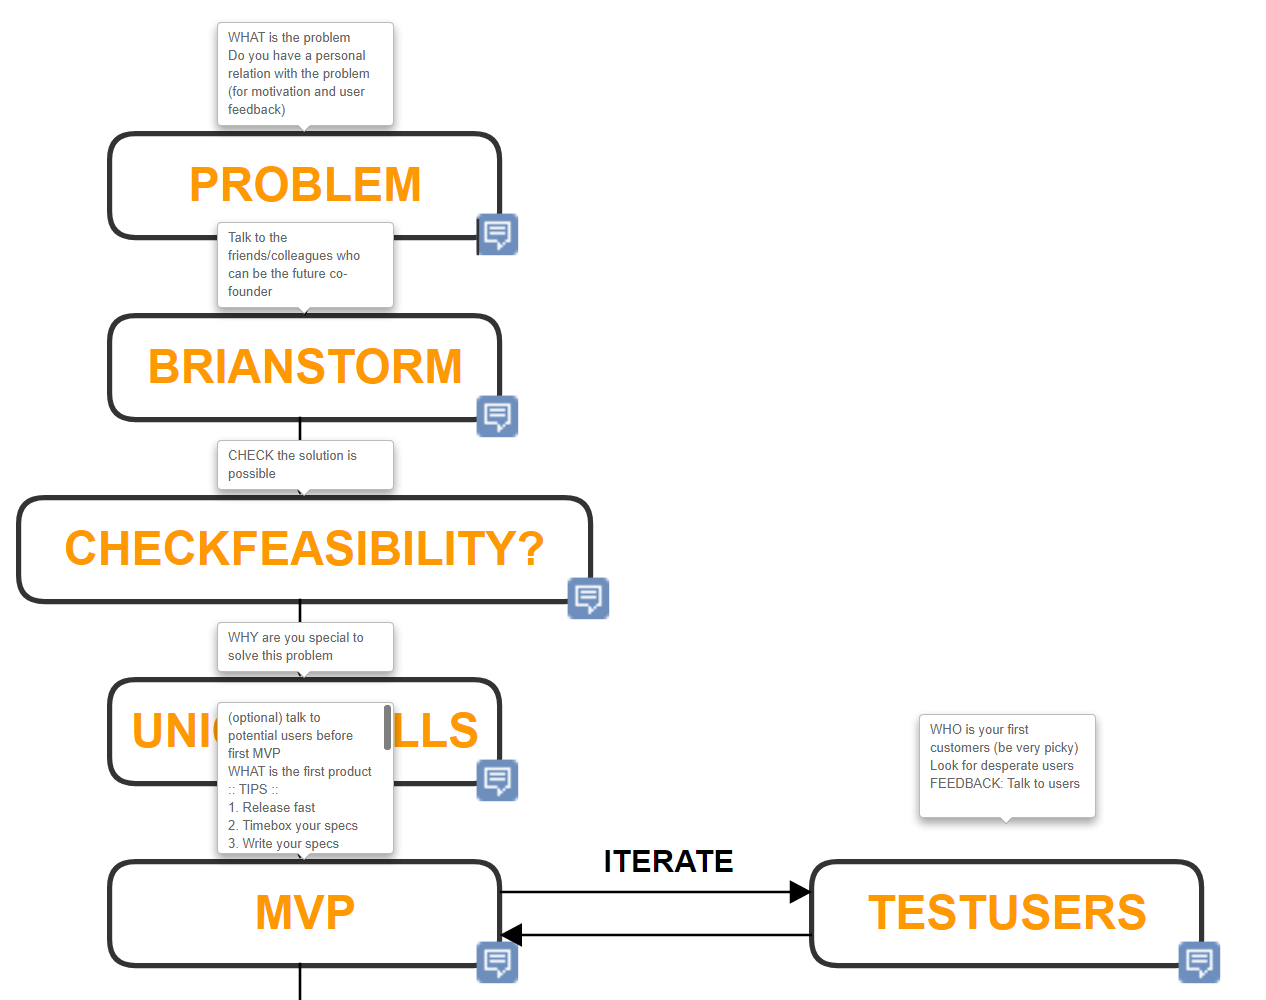 WHAT is the problem
Do you have a personal
relation with the problem
(for motivation and user
feedback)
PROBLEM
Talk to the
friends/colleagues who
can be the future co-
founder
BRIANSTORM
CHECK the solution is
possible
CHECKFEASIBILITY?
WHY are you special to
solve this problem
(optional) talk to
potential users before
first MVP
WHAT is the first product
:: TIPS ::
1. Release fast
2. Timebox your specs
3. Write your specs
WHO is your first
customers (be very picky)
Look for desperate users
FEEDBACK: Talk to users
ITERATE
MVP
TESTUSERS